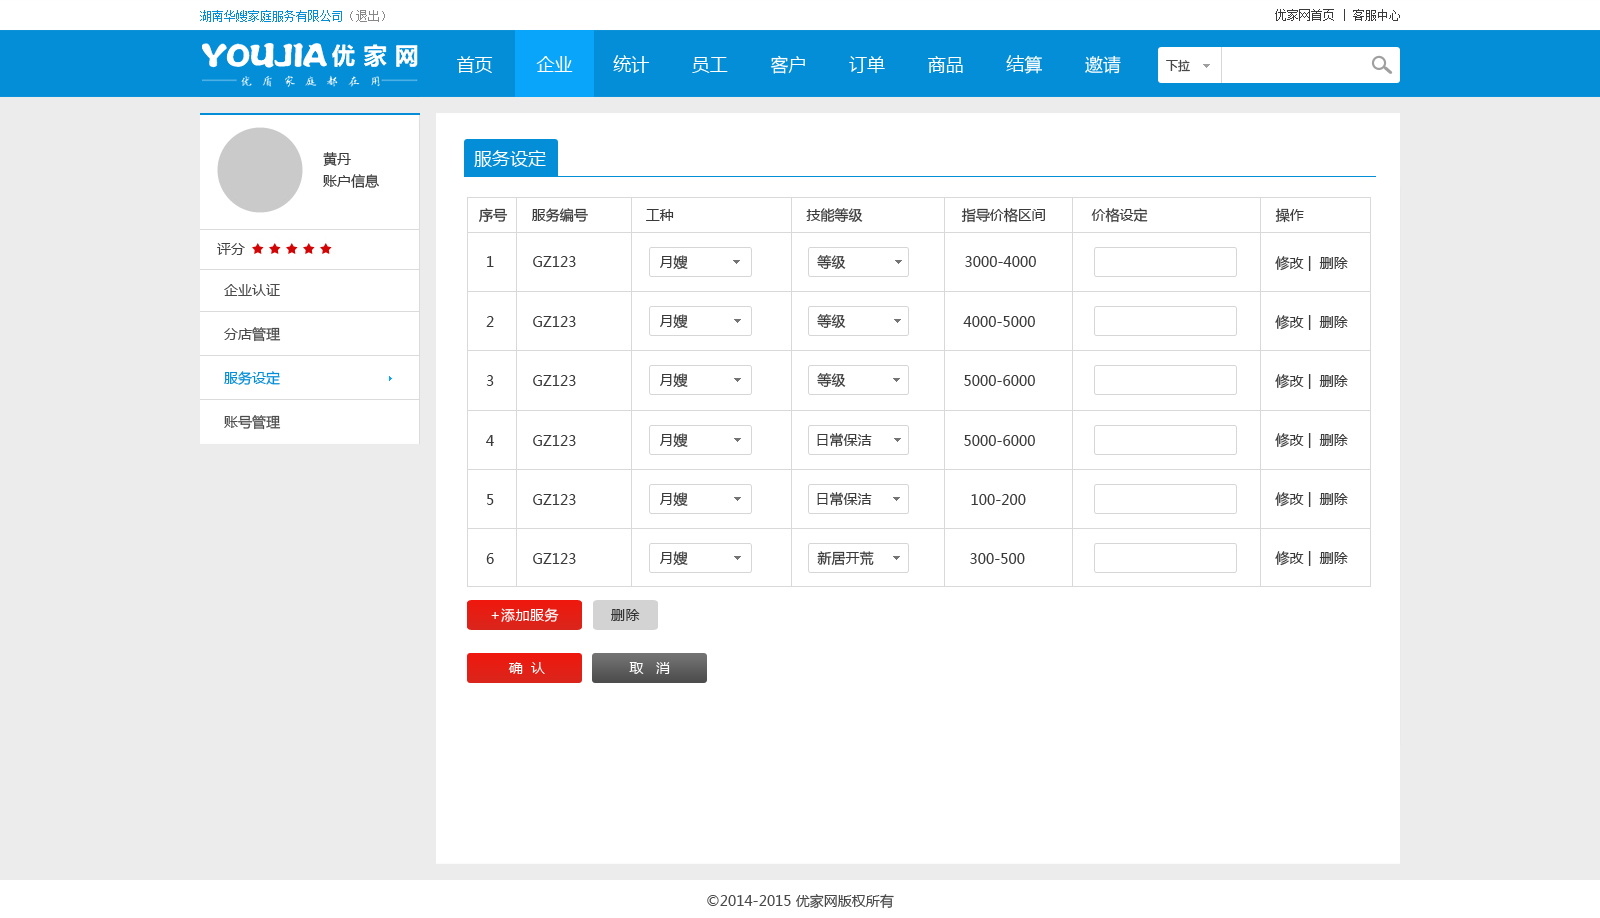 湖南华嫂家庭服务有限公司（退出）
优家网首页 | 客服中心
YOUJIA优家网
首页 企业 统计 员工 客户 订单 商品 结算 邀请 下拉
黄丹
账户信息
评分
企业认证
分店管理
服务设定
账号管理
服务设定
序号 服务编号 工种 技能等级 指导价格区间 价格设定 操作
1 GZ123 月嫂 等级 3000-4000 修改 | 删除
2 GZ123 月嫂 等级 4000-5000 修改 | 删除
3 GZ123 月嫂 等级 5000-6000 修改 | 删除
4 GZ123 月嫂 日常保洁 5000-6000 修改 | 删除
5 GZ123 月嫂 日常保洁 100-200 修改 | 删除
6 GZ123 月嫂 新居开荒 300-500 修改 | 删除
+添加服务 删除
确 认 取 消
©2014-2015 优家网版权所有